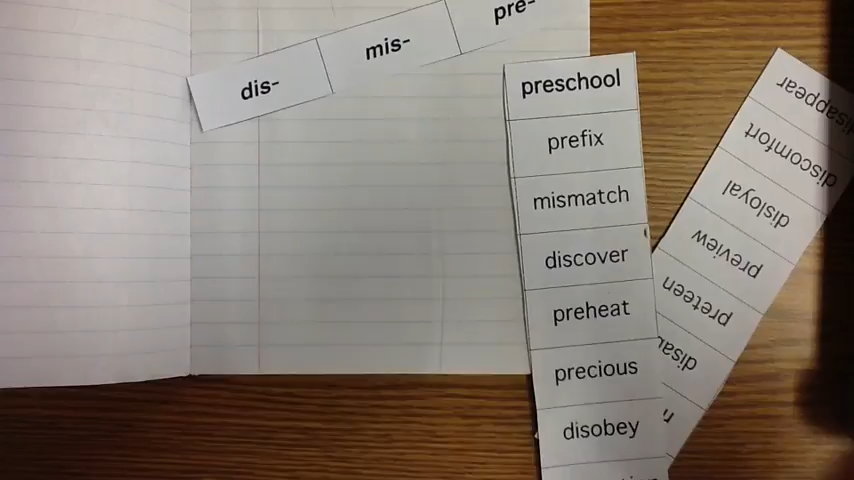 dis- mis- pre-
preschool
prefix
mismatch
discover
preheat
precious
disobey
disappear
discomfort
disloyal
preview
preteen